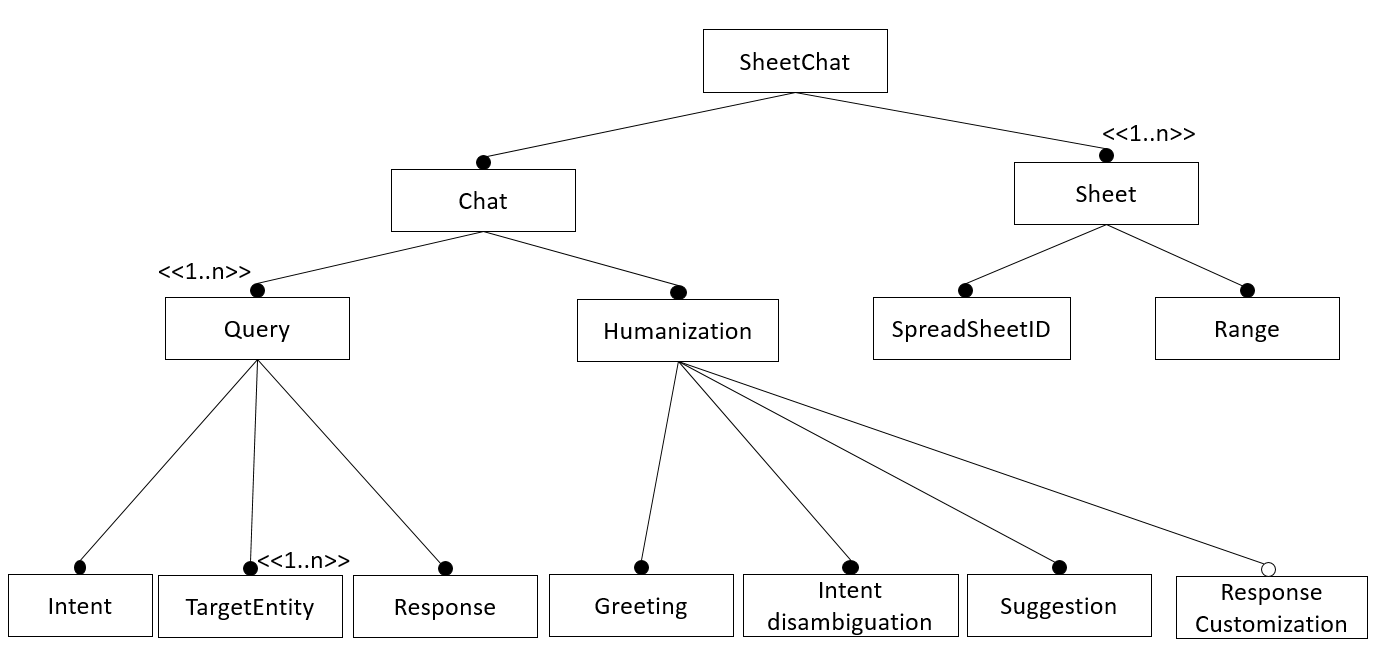 SheetChat
<<1..n>>
Chat
Sheet
<<1..n>>
Query
Humanization
SpreadSheetID
Range
<<1..n>>
Intent
TargetEntity
Response
Greeting
Intent
disambiguation
Suggestion
Response
Customization